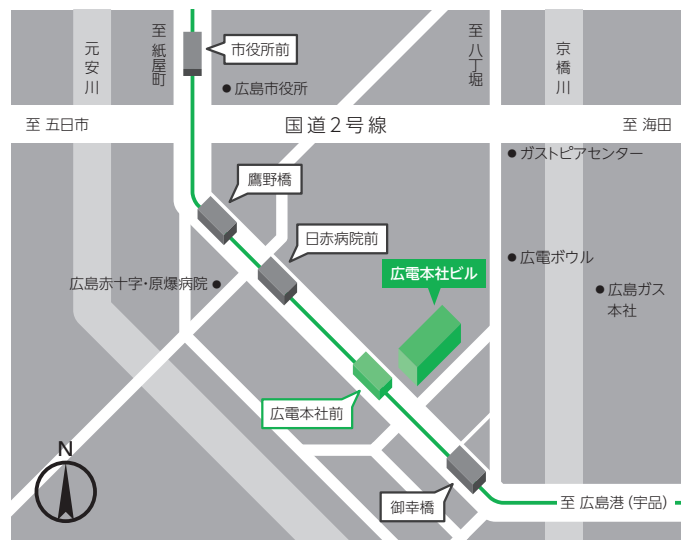 元安川
至 紙屋町
市役所前
広島市役所
至 八丁堀
京橋川
至 五日市
国道2号線
至 海田
ガストピアセンター
鷹野橋
日赤病院前
広島赤十字・原爆病院
広電本社ビル
広電ボウル
広島ガス
本社
広電本社前
御幸橋
至 広島港（宇品）
N